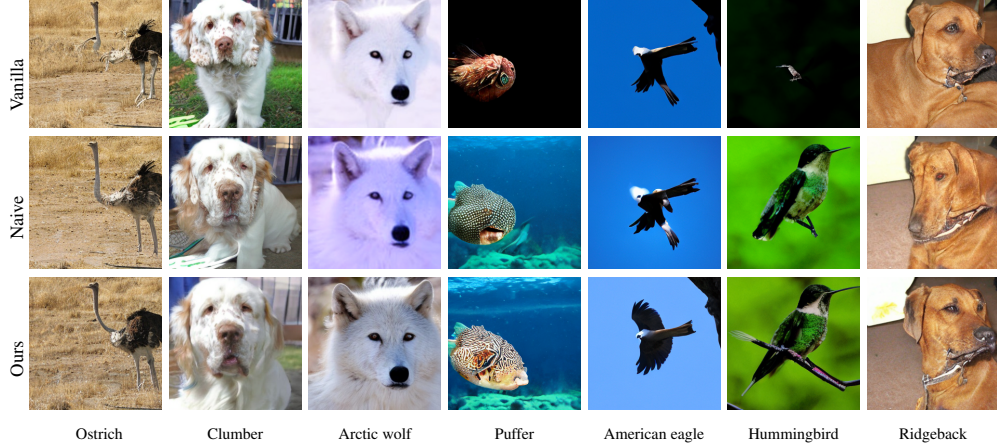 Vanilla
Naive
Ours
Ostrich Clumber Arctic wolf Puffer American eagle Hummingbird Ridgeback